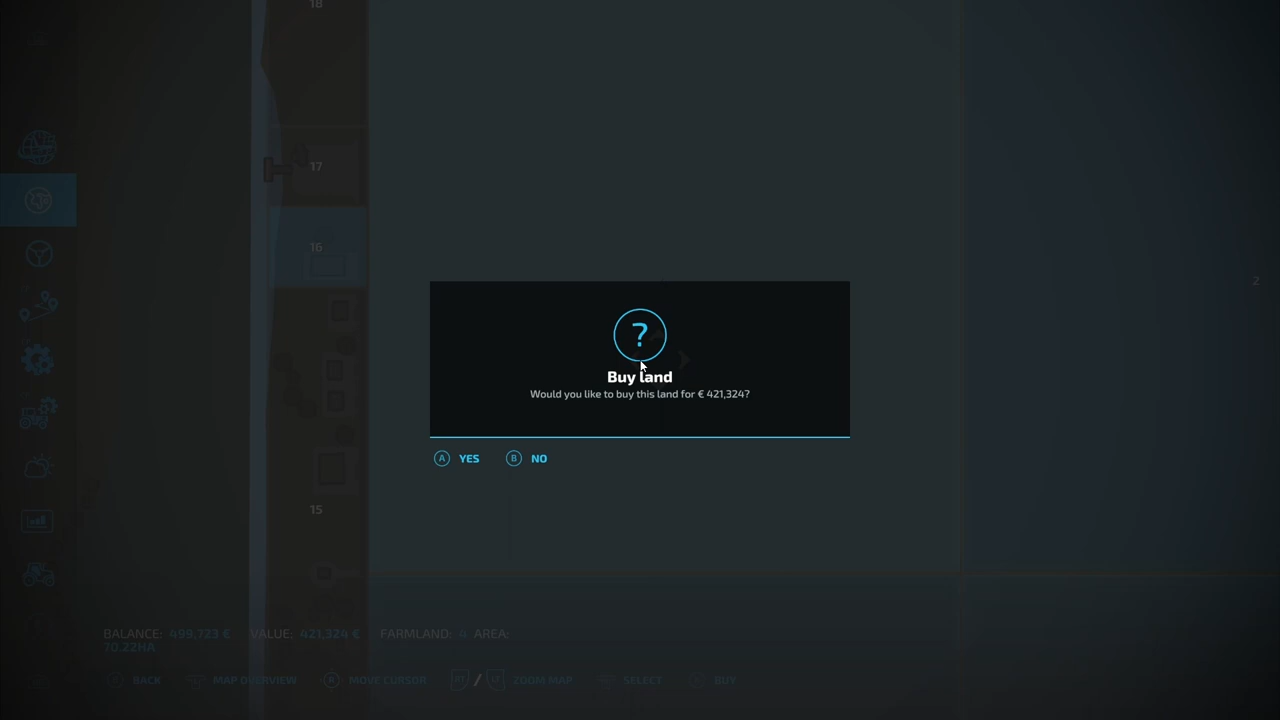 18
17
16
2
?
Buy land
Would you like to buy this land for € 421,324?
A YES B NO
15
BALANCE: 499,723 € VALUE: 421,324 € FARMLAND: 4 AREA:
70.22HA
BACK MAP OVERVIEW R MOVE CURSOR / ZOOM MAP SELECT BUY